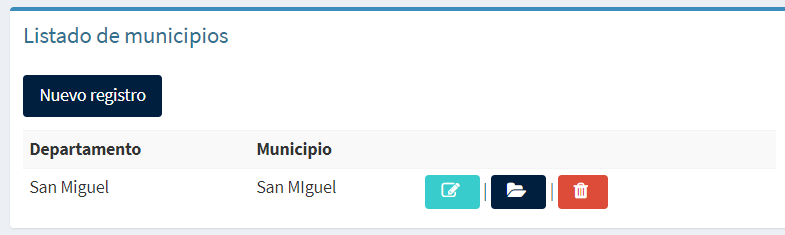 Listado de municipios
Nuevo registro
Departamento Municipio
San Miguel San MIguel | |